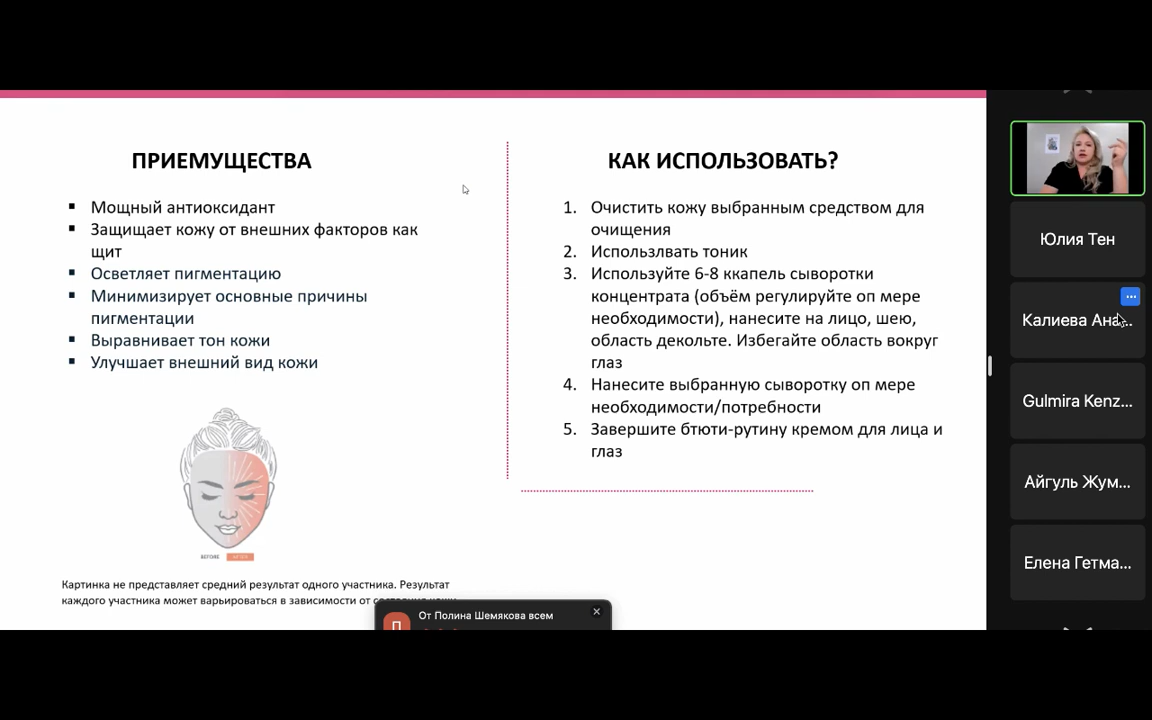 ПРИЕМУЩЕСТВА
Мощный антиоксидант
Защищает кожу от внешних факторов как
щит
Осветляет пигментацию
Минимизирует основные причины
пигментации
Выравнивает тон кожи
Улучшает внешний вид кожи
BEFORE AFTER
Картинка не представляет средний результат одного участника. Результат
каждого участника может варьироваться в зависимости от
КАК ИСПОЛЬЗОВАТЬ?
1. Очистить кожу выбранным средством для
очищения
2. Использлвать тоник
3. Используйте 6-8 ккапель сыворотки
концентрата (объём регулируйте оп мере
необходимости), нанесите на лицо, шею,
область декольте. Избегайте область вокруг
глаз
4. Нанесите выбранную сыворотку оп мере
необходимости/потребности
5. Завершите бтюти-рутину кремом для лица и
глаз
П
От Полина Шемякова всем
Юлия Тен
Калиева Ана...
Gulmira Kenz...
Айгуль Жум...
Елена Гетма...